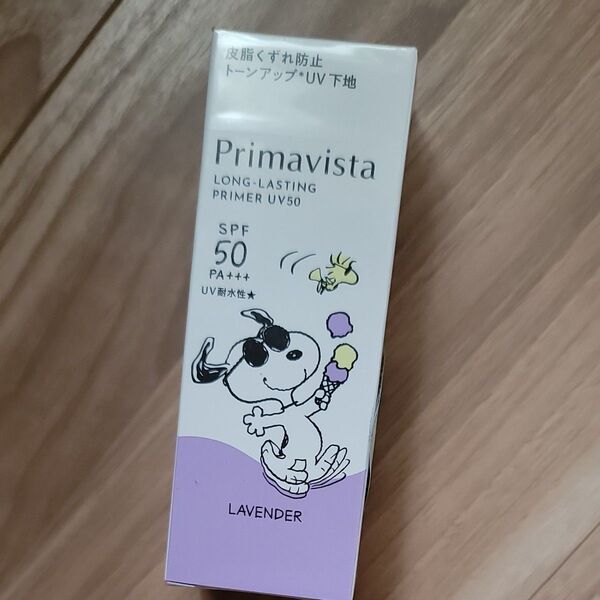 皮脂くずれ防止
トーンアップ*UV下地
Primavista
LONG-LASTING
PRIMER UV50
SPF
50
PA+++
UV耐水性★
LAVENDER